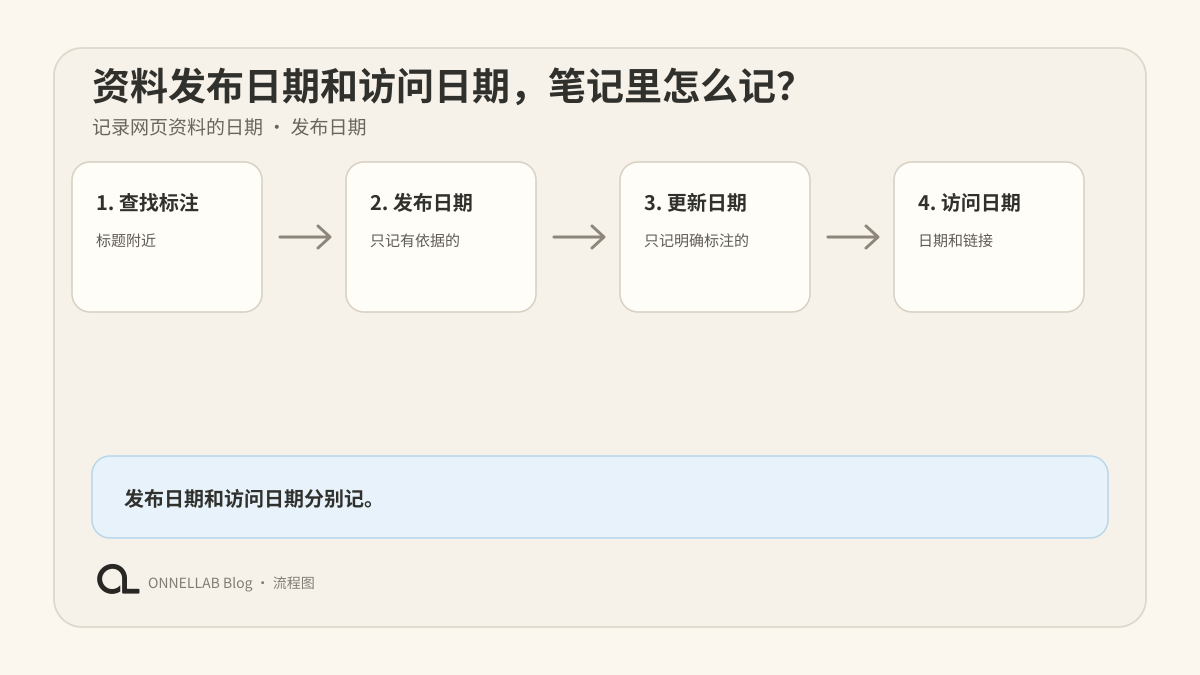 资料发布日期和访问日期，笔记里怎么记？
记录网页资料的日期 · 发布日期
1. 查找标注
标题附近
2. 发布日期
只记有依据的
3. 更新日期
只记明确标注的
4. 访问日期
日期和链接
发布日期和访问日期分别记。
ONNELLAB Blog · 流程图